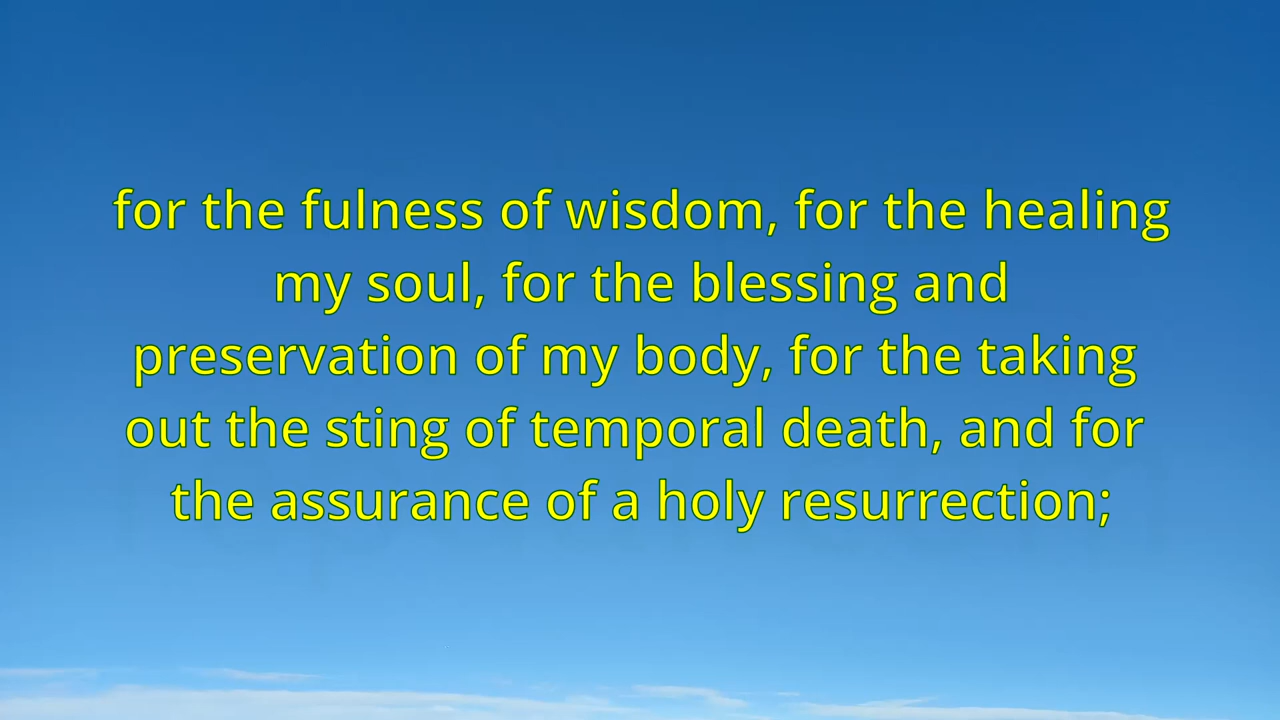 for the fulness of wisdom, for the healing
my soul, for the blessing and
preservation of my body, for the taking
out the sting of temporal death, and for
the assurance of a holy resurrection;